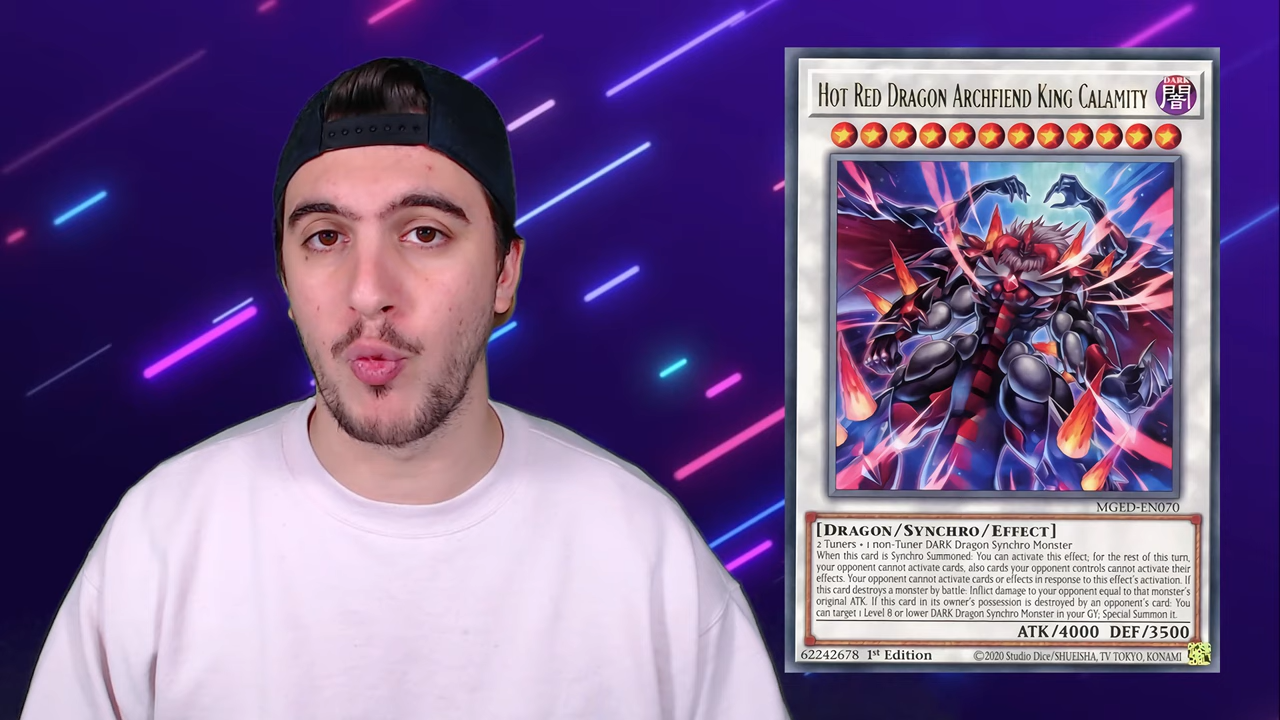 HOT RED DRAGON ARCHFIEND KING CALAMITY
DARK
闇
MGED-EN070
[DRAGON/SYNCHRO/EFFECT]
2 Tuners + 1 non-Tuner DARK Dragon Synchro Monster
When this card is Synchro Summoned: You can activate this effect; for the rest of this turn,
your opponent cannot activate cards, also cards your opponent controls cannot activate their
effects. Your opponent cannot activate cards or effects in response to this effect's activation. If
this card destroys a monster by battle: Inflict damage to your opponent equal to that monster's
original ATK. If this card in its owner's possession is destroyed by an opponent's card: You
can target 1 Level 8 or lower DARK Dragon Synchro Monster in your GY; Special Summon it.
ATK/4000 DEF/3500
62242678 1st Edition ©2020 Studio Dice/SHUEISHA, TV TOKYO, KONAMI